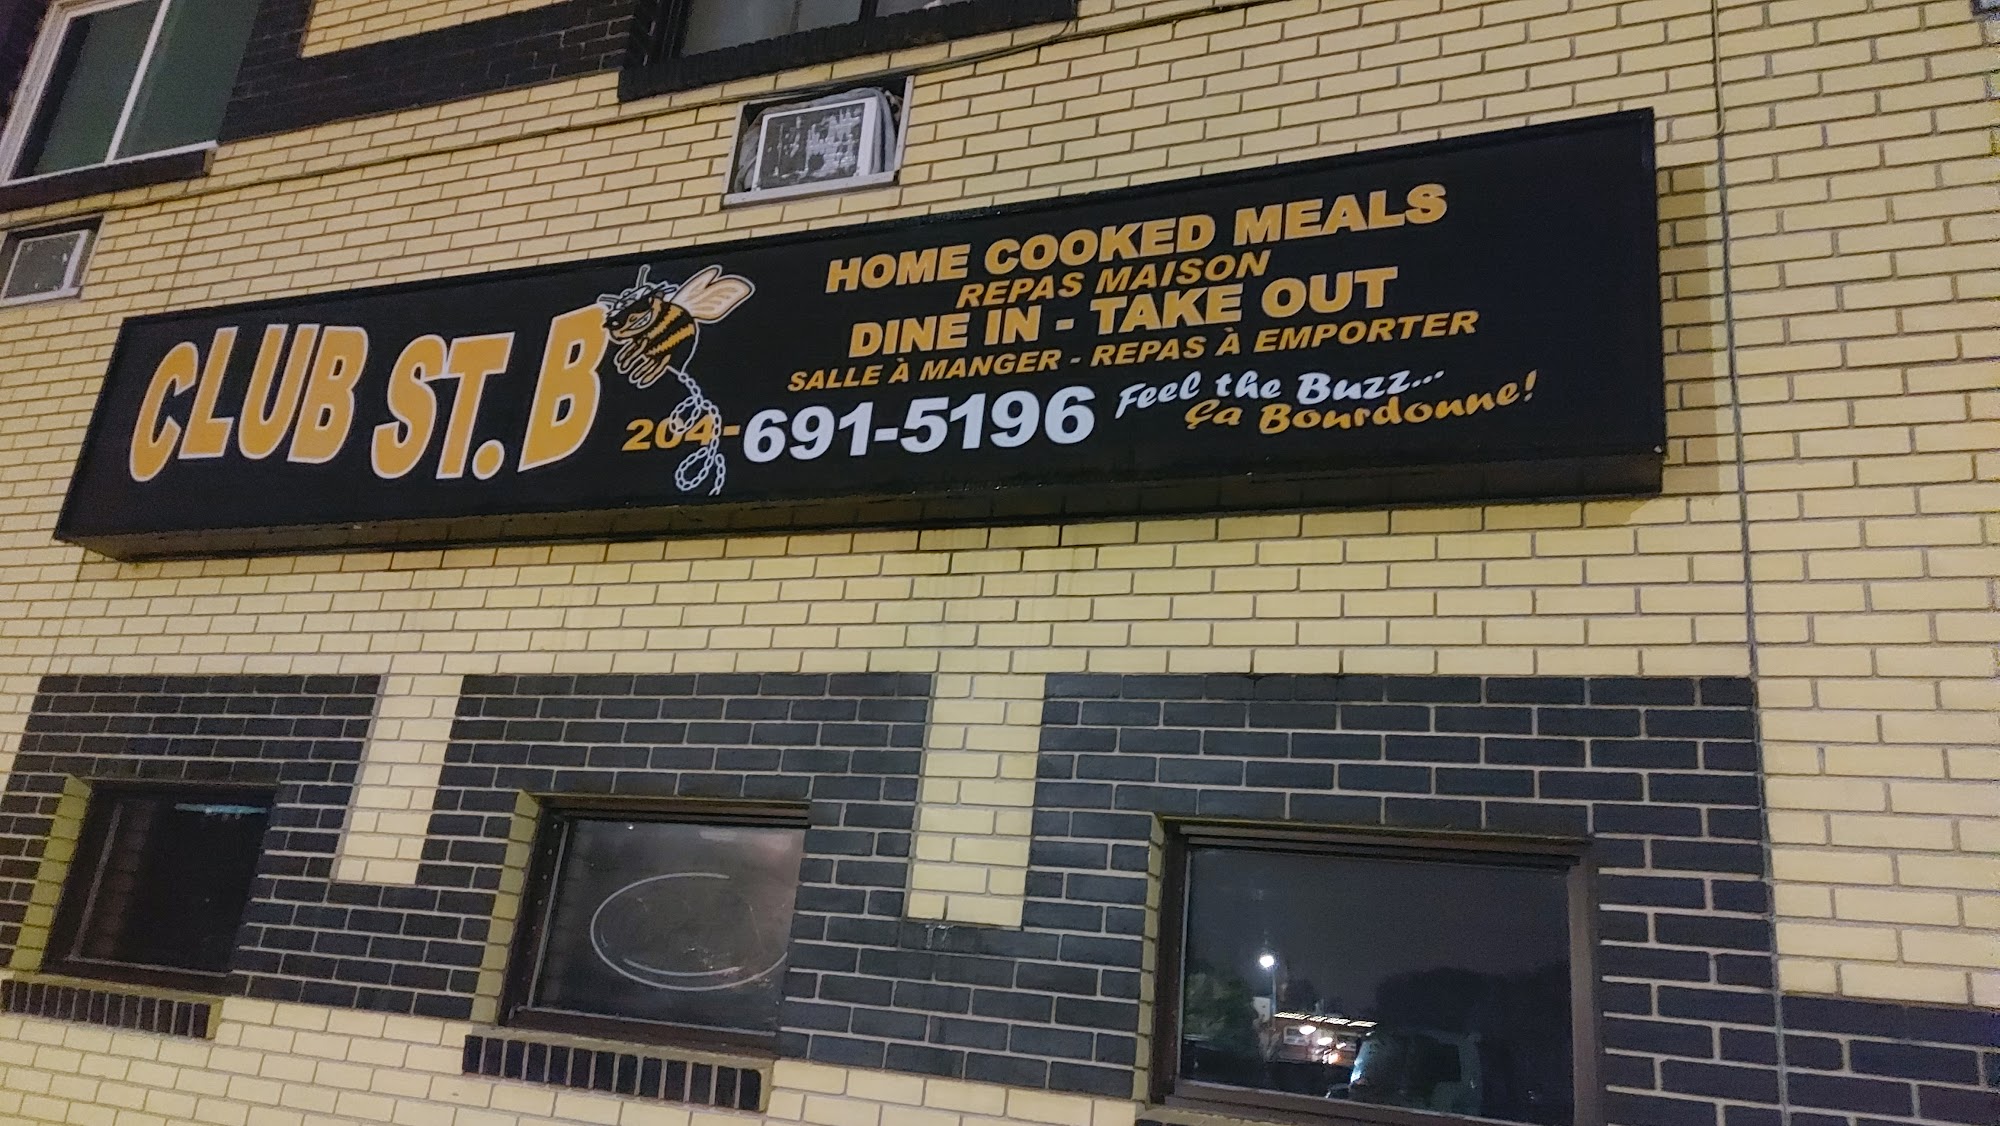 CLUB ST. B
HOME COOKED MEALS
REPAS MAISON
DINE IN - TAKE OUT
SALLE À MANGER - REPAS À EMPORTER
204-691-5196
Feel the Buzz...
Ça Bourdonne!